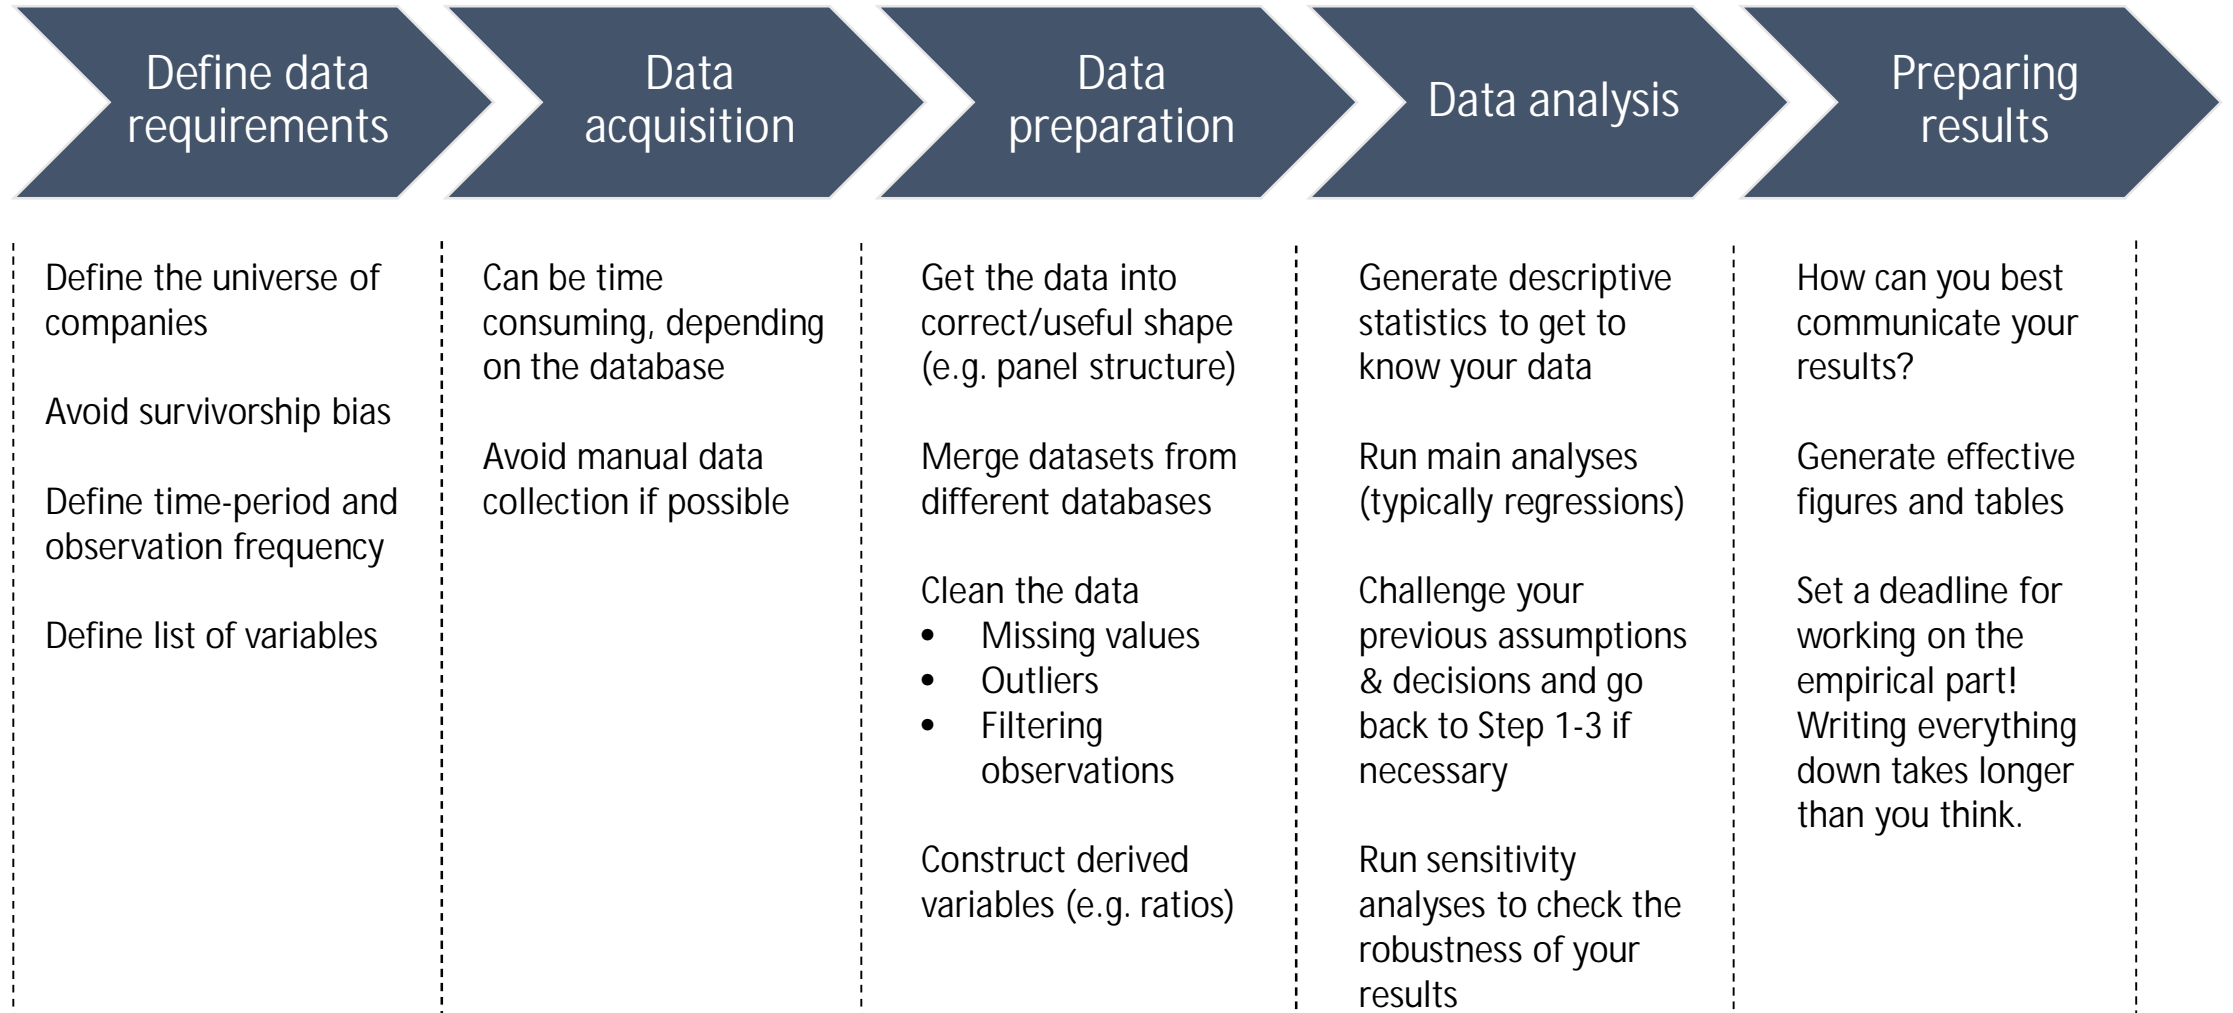 Define data
requirements
Data
acquisition
Data
preparation
Data analysis
Preparing
results
Define the universe of
companies
Avoid survivorship bias
Define time-period and
observation frequency
Define list of variables
Can be time
consuming, depending
on the database
Avoid manual data
collection if possible
Get the data into
correct/useful shape
(e.g. panel structure)
Merge datasets from
different databases
Clean the data
• Missing values
• Outliers
• Filtering
observations
Construct derived
variables (e.g. ratios)
Generate descriptive
statistics to get to
know your data
Run main analyses
(typically regressions)
Challenge your
previous assumptions
& decisions and go
back to Step 1-3 if
necessary
Run sensitivity
analyses to check the
robustness of your
results
How can you best
communicate your
results?
Generate effective
figures and tables
Set a deadline for
working on the
empirical part!
Writing everything
down takes longer
than you think.